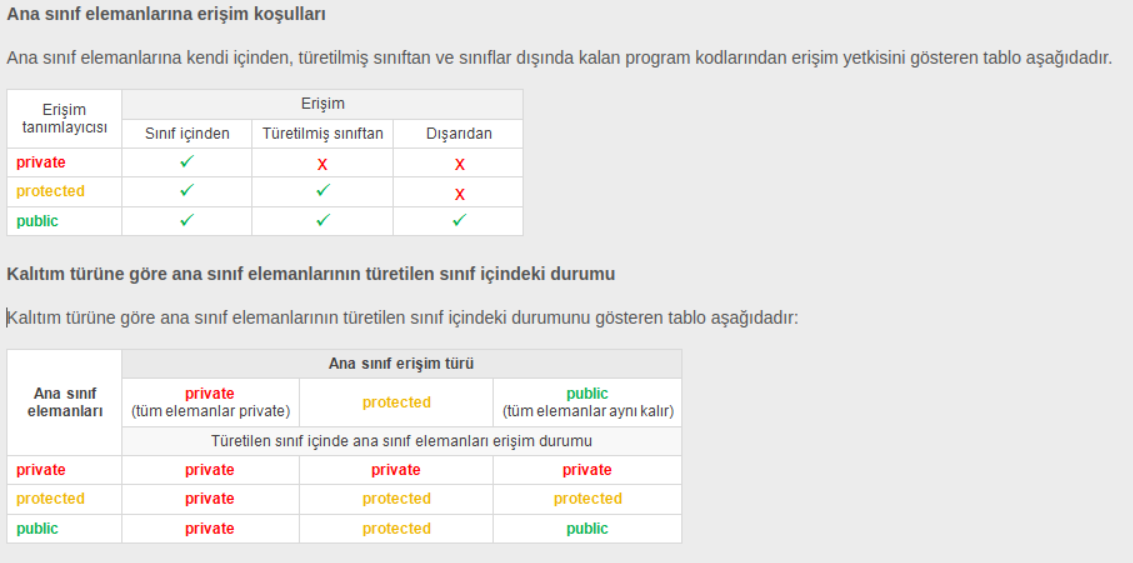 Ana sınıf elemanlarına erişim koşulları
Ana sınıf elemanlarına kendi içinden, türetilmiş sınıftan ve sınıflar dışında kalan program kodlarından erişim yetkisini gösteren tablo aşağıdadır.
Erişim tanımlayıcısı Erişim
Sınıf içinden Türetilmiş sınıftan Dışarıdan
private ✓ X X
protected ✓ ✓ X
public ✓ ✓ ✓
Kalıtım türüne göre ana sınıf elemanlarının türetilen sınıf içindeki durumu
Kalıtım türüne göre ana sınıf elemanlarının türetilen sınıf içindeki durumunu gösteren tablo aşağıdadır:
Ana sınıf elemanları Ana sınıf erişim türü
private (tüm elemanlar private) protected public (tüm elemanlar aynı kalır)
Türetilen sınıf içinde ana sınıf elemanları erişim durumu
private private private private
protected private protected protected
public private protected public